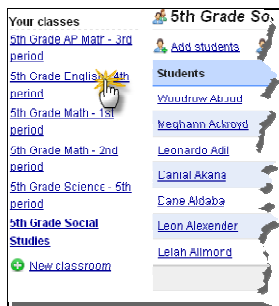 Your classes
5th Grade AP Math - 3rd
period
5th Grade English - 4th
period
5th Grade Math - 1st
period
5th Grade Math - 2nd
period
5th Grade Science - 5th
period
5th Grade Social
Studies
New classroom
5th Grade So
Add students
Students
Woodrow Aboud
Meghann Ackroyd
Leonardo Adil
Danial Akana
Dane Aldaba
Leon Alexender
Lelah Allmond